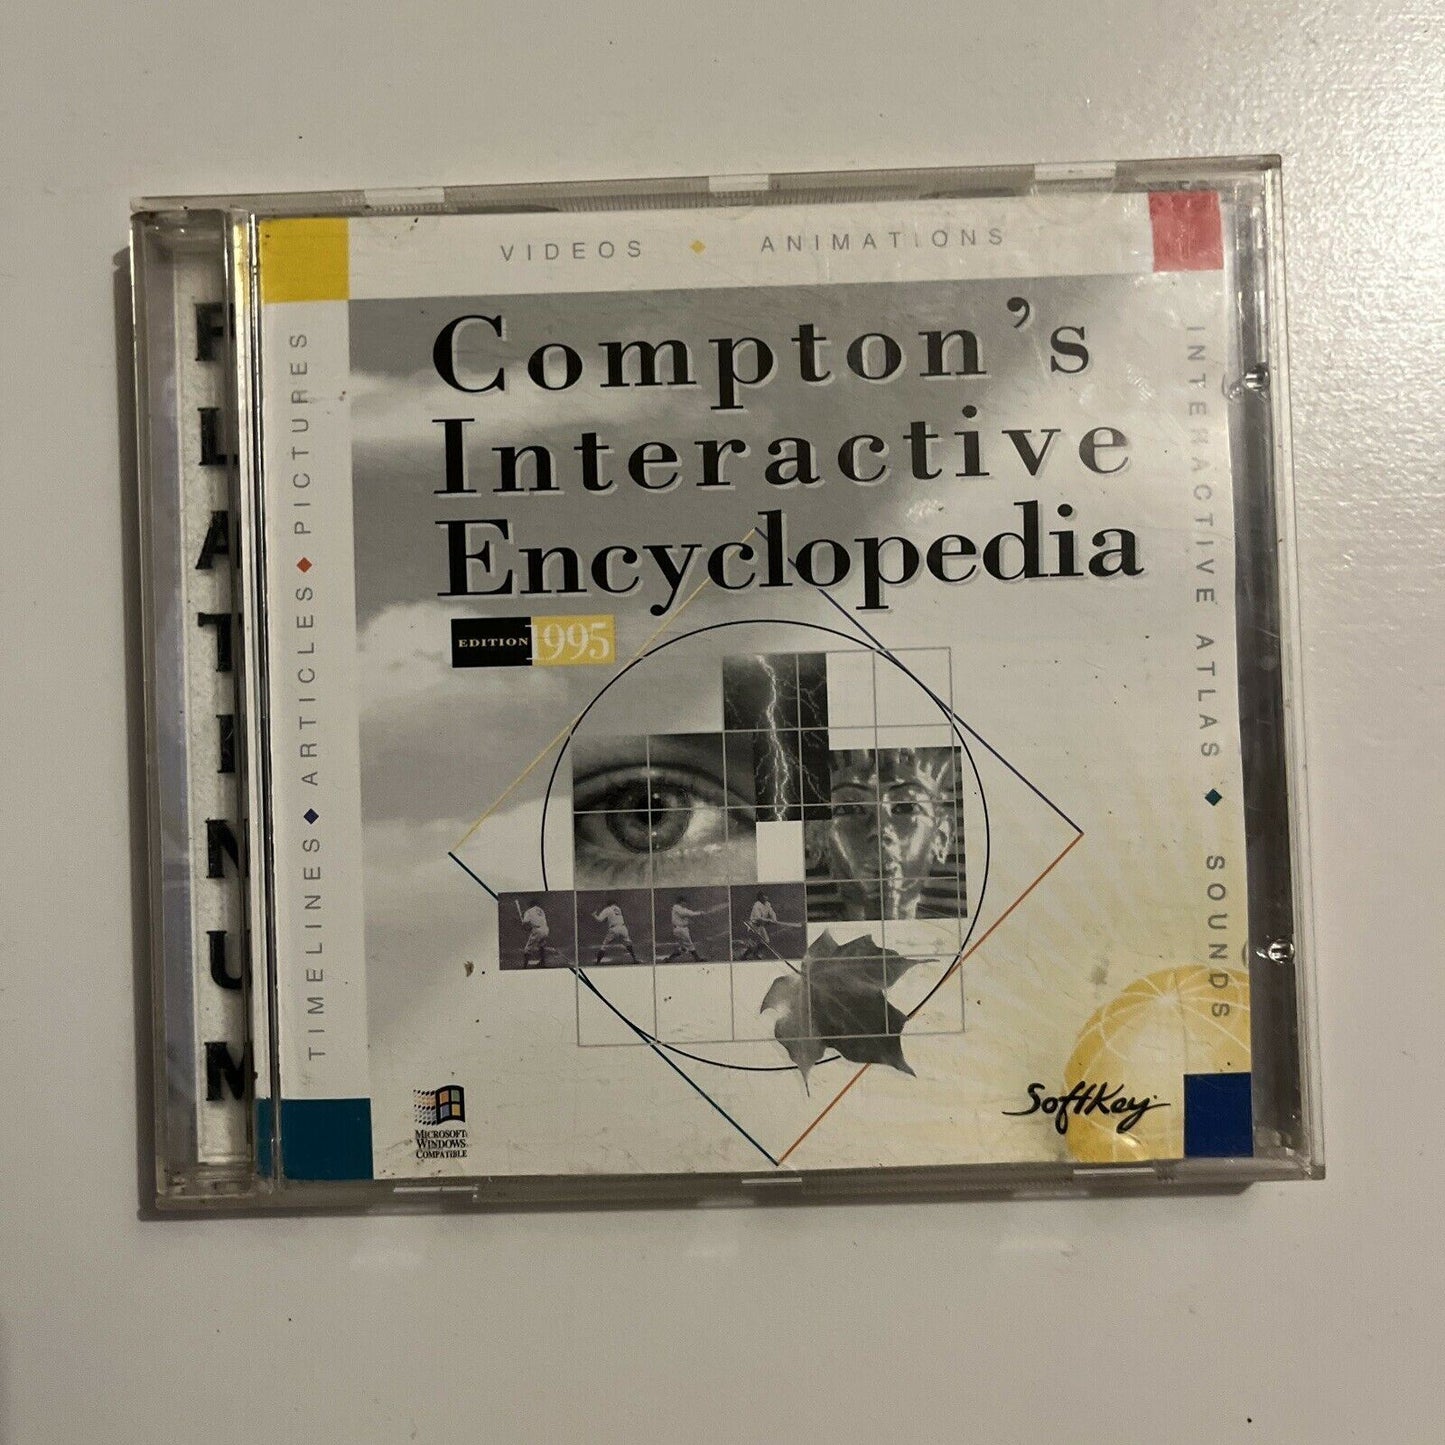 PLATINUM
VIDEOS ANIMATIONS
TIMELINES ARTICLES PICTURES
INTERACTIVE ATLAS SOUNDS
Compton's
Interactive
Encyclopedia
EDITION 1995
MICROSOFT
WINDOWS
COMPATIBLE
SoftKey